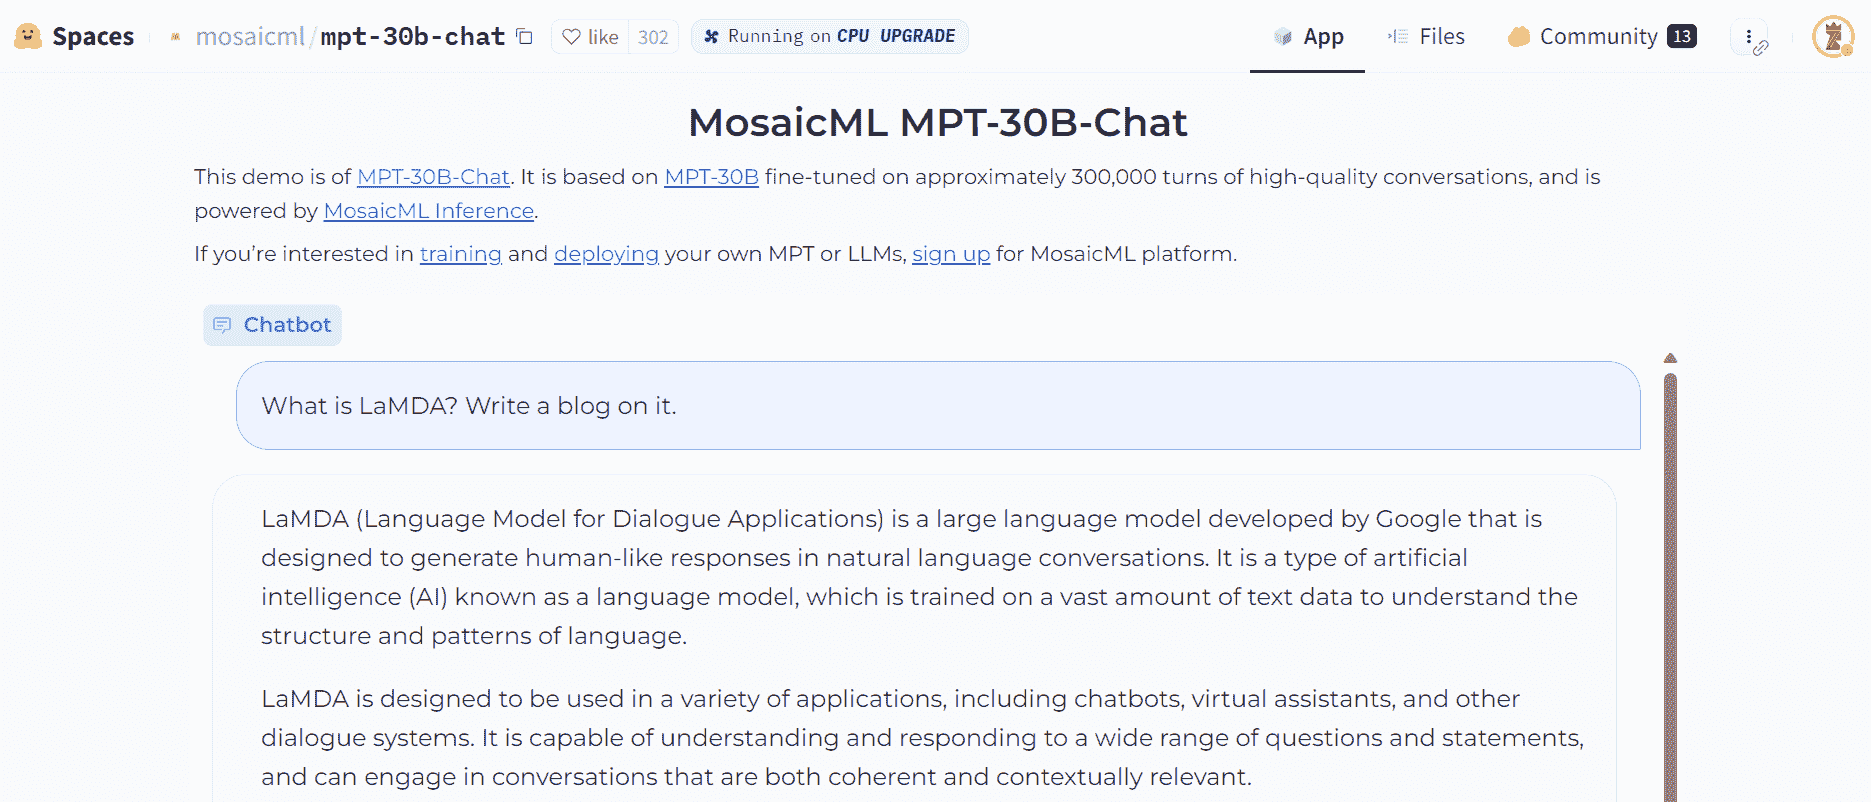 Spaces mosaicml/mpt-30b-chat like 302 Running on CPU UPGRADE App Files Community 13
MosaicML MPT-30B-Chat
This demo is of MPT-30B-Chat. It is based on MPT-30B fine-tuned on approximately 300,000 turns of high-quality conversations, and is
powered by MosaicML Inference.
If you’re interested in training and deploying your own MPT or LLMs, sign up for MosaicML platform.
Chatbot
What is LaMDA? Write a blog on it.
LaMDA (Language Model for Dialogue Applications) is a large language model developed by Google that is
designed to generate human-like responses in natural language conversations. It is a type of artificial
intelligence (AI) known as a language model, which is trained on a vast amount of text data to understand the
structure and patterns of language.
LaMDA is designed to be used in a variety of applications, including chatbots, virtual assistants, and other
dialogue systems. It is capable of understanding and responding to a wide range of questions and statements,
and can engage in conversations that are both coherent and contextually relevant.